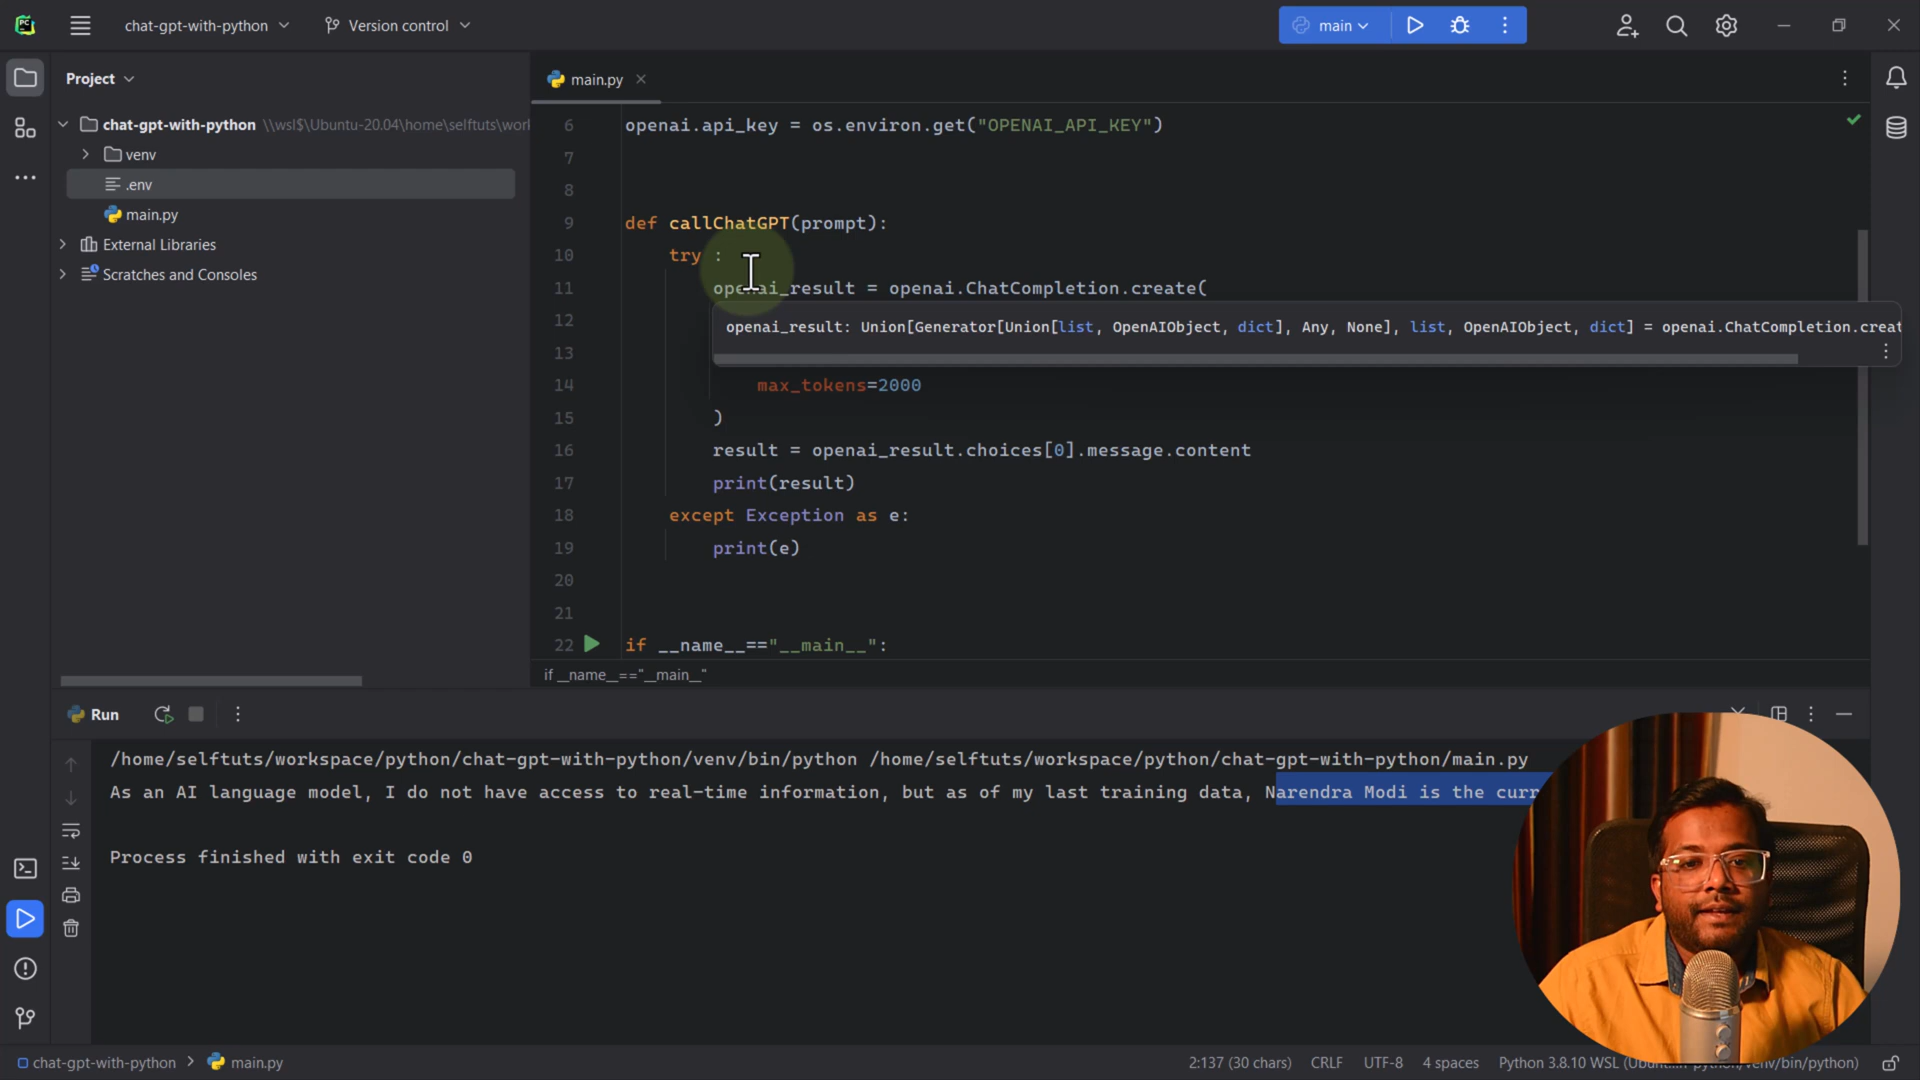 PC
chat-gpt-with-python
Version control
main
Project
chat-gpt-with-python \\wsl$\Ubuntu-20.04\home\selftuts\worl
venv
.env
main.py
External Libraries
Scratches and Consoles
main.py
6 openai.api_key = os.environ.get("OPENAI_API_KEY")
7
8
9 def callChatGPT(prompt):
10 try :
11 openai_result = openai.ChatCompletion.create(
12 openai_result: Union[Generator[Union[list, OpenAIObject, dict], Any, None], list, OpenAIObject, dict] = openai.ChatCompletion.creat
13
14 max_tokens=2000
15 )
16 result = openai_result.choices[0].message.content
17 print(result)
18 except Exception as e:
19 print(e)
20
21
22 if __name__=="__main__":
if __name__=="__main__"
Run
/home/selftuts/workspace/python/chat-gpt-with-python/venv/bin/python /home/selftuts/workspace/python/chat-gpt-with-python/main.py
As an AI language model, I do not have access to real-time information, but as of my last training data, Narendra Modi is the curr
Process finished with exit code 0
chat-gpt-with-python > main.py
2:137 (30 chars) CRLF UTF-8 4 spaces Python 3.8.10 WSL (Ubunt python/venv/bin/python)